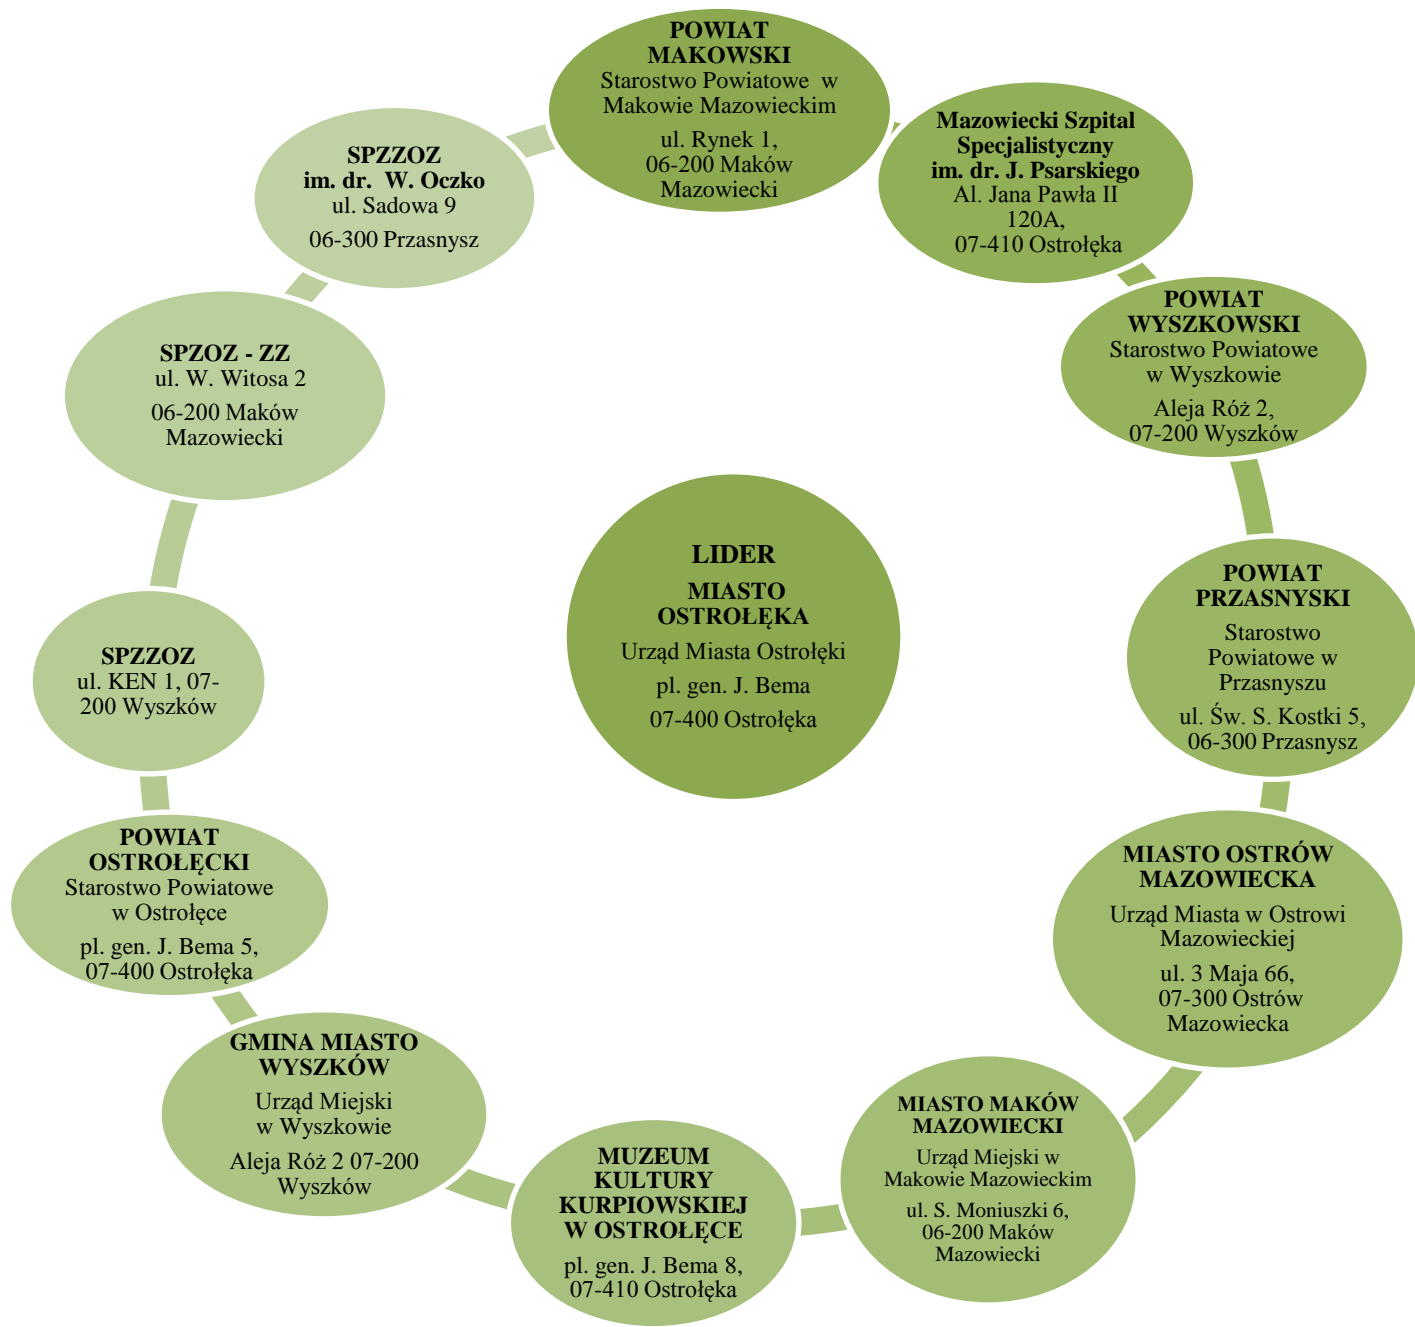 POWIAT
MAKOWSKI
Starostwo Powiatowe w
Makowie Mazowieckim
ul. Rynek 1,
06-200 Maków
Mazowiecki
Mazowiecki Szpital
Specjalistyczny
im. dr. J. Psarskiego
Al. Jana Pawła II
120A,
07-410 Ostrołęka
POWIAT
WYSZKOWSKI
Starostwo Powiatowe
w Wyszkowie
Aleja Róż 2,
07-200 Wyszków
POWIAT
PRZASNYSKI
Starostwo
Powiatowe w
Przasnyszu
ul. Św. S. Kostki 5,
06-300 Przasnysz
MIASTO OSTRÓW
MAZOWIECKA
Urząd Miasta w Ostrowi
Mazowieckiej
ul. 3 Maja 66,
07-300 Ostrów
Mazowiecka
MIASTO MAKÓW
MAZOWIECKI
Urząd Miejski w
Makowie Mazowieckim
ul. S. Moniuszki 6,
06-200 Maków
Mazowiecki
MUZEUM
KULTURY
KURPIOWSKIEJ
W OSTROŁĘCE
pl. gen. J. Bema 8,
07-410 Ostrołęka
GMINA MIASTO
WYSZKÓW
Urząd Miejski
w Wyszkowie
Aleja Róż 2 07-200
Wyszków
POWIAT
OSTROŁĘCKI
Starostwo Powiatowe
w Ostrołęce
pl. gen. J. Bema 5,
07-400 Ostrołęka
SPZZOZ
ul. KEN 1, 07-
200 Wyszków
SPZOZ - ZZ
ul. W. Witosa 2
06-200 Maków
Mazowiecki
SPZZOZ
im. dr. W. Oczko
ul. Sadowa 9
06-300 Przasnysz
LIDER
MIASTO
OSTROŁĘKA
Urząd Miasta Ostrołęki
pl. gen. J. Bema
07-400 Ostrołęka